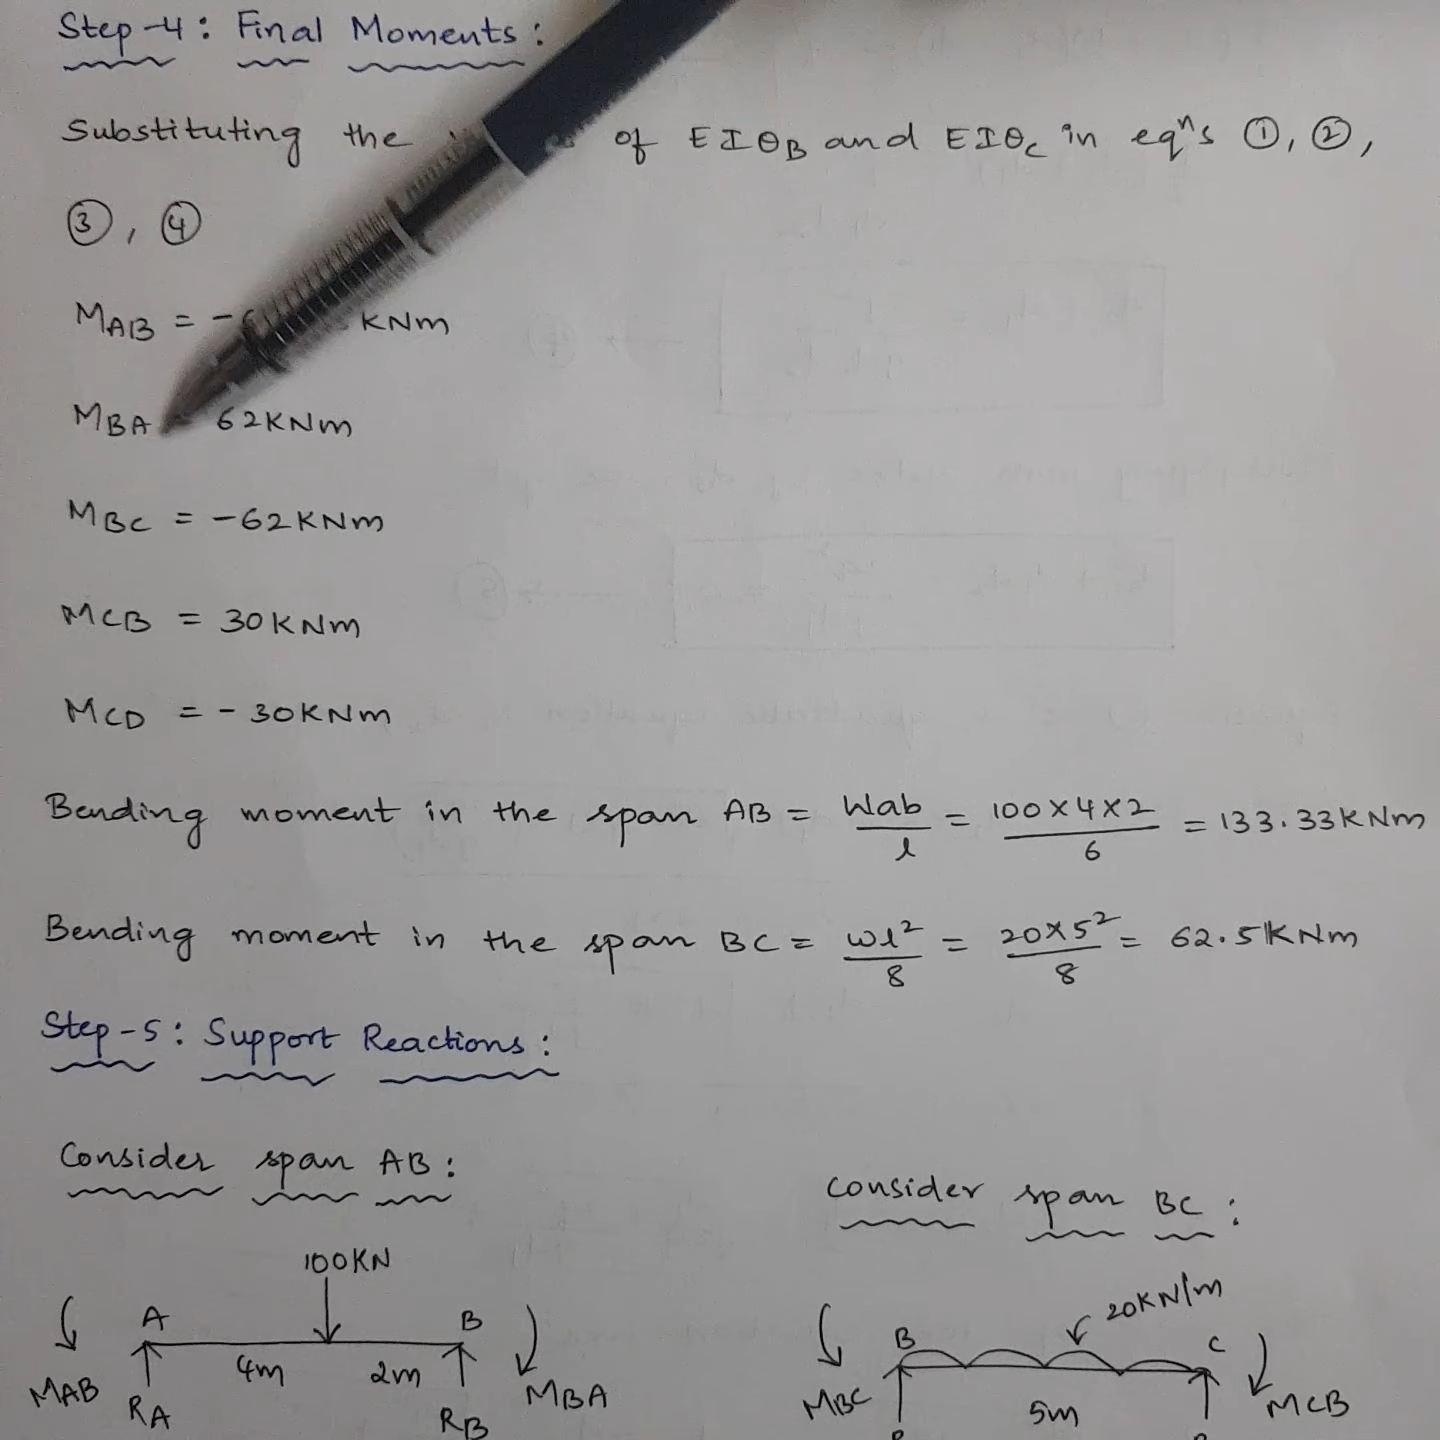 Step-4: Final Moments:
Substituting the of EIθB and EIθC in eqⁿs ①, ②,
③, ④
MAB = - KNm
MBA = 62KNm
MBC = -62KNm
MCB = 30KNm
MCD = -30KNm
Bending moment in the span AB = Wab/l = 100×4×2/6 = 133.33KNm
Bending moment in the span BC = wl²/8 = 20×5²/8 = 62.5KNm
Step-5: Support Reactions:
Consider span AB:
Consider span BC:
100KN
20KN/m
A B
B C
4m 2m
5m
MAB RA RB MBA
MBC MCB